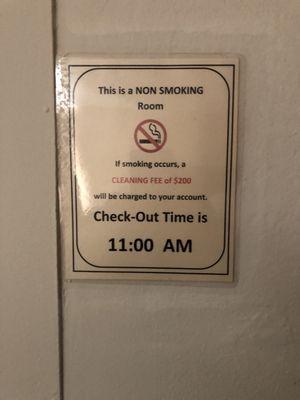 This is a NON SMOKING
Room
If smoking occurs, a
CLEANING FEE of $200
will be charged to your account.
Check-Out Time is
11:00 AM